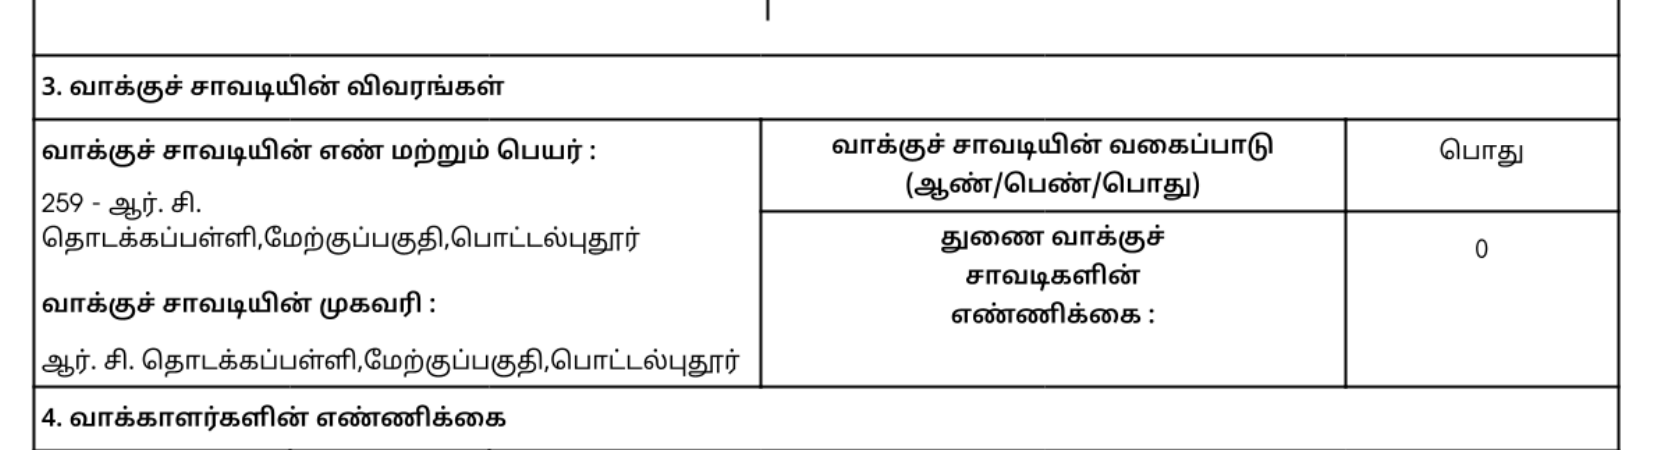 3. வாக்குச் சாவடியின் விவரங்கள்
வாக்குச் சாவடியின் எண் மற்றும் பெயர் :
259 - ஆர். சி.
தொடக்கப்பள்ளி,மேற்குப்பகுதி,பொட்டல்புதூர்
வாக்குச் சாவடியின் முகவரி :
ஆர். சி. தொடக்கப்பள்ளி,மேற்குப்பகுதி,பொட்டல்புதூர்
வாக்குச் சாவடியின் வகைப்பாடு
(ஆண்/பெண்/பொது)
பொது
துணை வாக்குச்
சாவடிகளின்
எண்ணிக்கை :
0
4. வாக்காளர்களின் எண்ணிக்கை